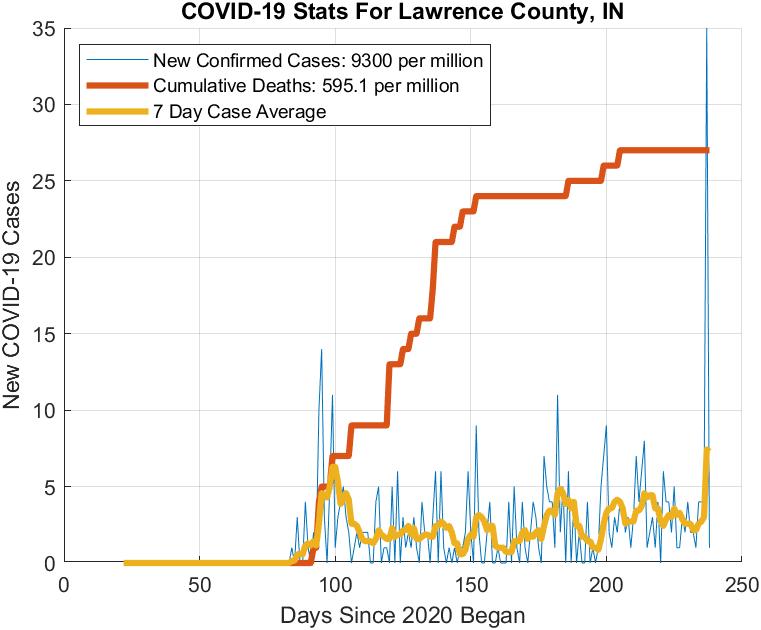 COVID-19 Stats For Lawrence County, IN
New Confirmed Cases: 9300 per million
Cumulative Deaths: 595.1 per million
7 Day Case Average
New COVID-19 Cases
35
30
25
20
15
10
5
0
0 50 100 150 200 250
Days Since 2020 Began